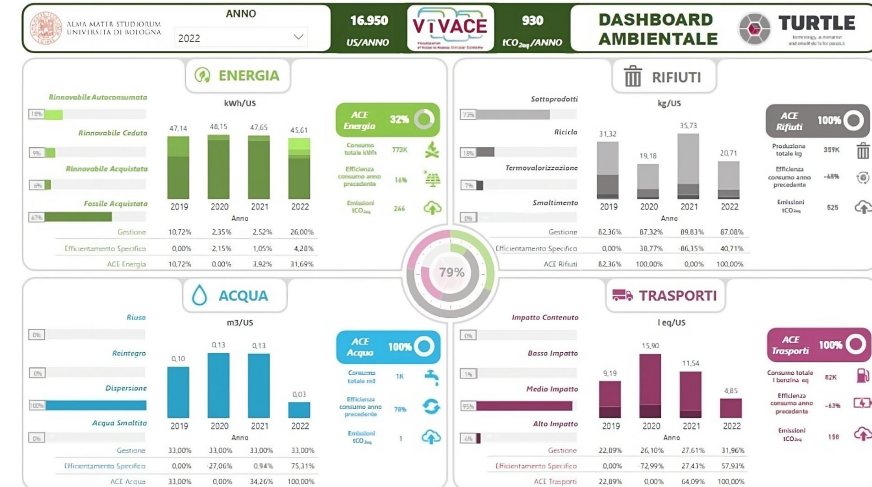 ALMA MATER STUDIORUM
UNIVERSITÀ DI BOLOGNA
ANNO
2022
16.950
US/ANNO
ViVACE
930
tCO2eq/ANNO
DASHBOARD
AMBIENTALE
TURTLE
ENERGIA
kWh/US
Rinnovabile Autoconsumata
18%
Rinnovabile Ceduta
9%
Rinnovabile Acquistata
6%
Fossile Acquistata
67%
47,14 48,15 47,65 45,61
2019 2020 2021 2022
Anno
Gestione 10,72% 2,35% 2,52% 26,00%
Efficientamento Specifico 0,00% -2,15% 1,05% 4,28%
ACE Energia 10,72% 0,00% 3,92% 31,69%
ACE
Energia
32%
Consumo
totale kWh
773K
Efficienza
consumo anno
precedente
16%
Emissioni
tCO2eq
246
RIFIUTI
kg/US
Sottoprodotti
73%
Riciclo
18%
Termovalorizzazione
7%
Smaltimento
0%
31,32 19,18 35,73 20,71
2019 2020 2021 2022
Anno
Gestione 82,36% 87,32% 89,83% 87,08%
Efficientamento Specifico 0,00% 38,77% -86,35% 40,71%
ACE Rifiuti 82,36% 100,00% 0,00% 100,00%
ACE
Rifiuti
100%
Produzione
totale kg
359K
Efficienza
consumo anno
precedente
Emissioni
tCO2eq
525
79%
ACQUA
m3/US
Riuso
0%
Reintegro
0%
Dispersione
100%
Acqua Smaltita
0%
0,10 0,13 0,13 0,03
2019 2020 2021 2022
Anno
Gestione 33,00% 33,00% 33,00% 33,00%
Efficientamento Specifico 0,00% -27,06% 0,94% 75,31%
ACE Acqua 33,00% 0,00% 34,26% 100,00%
ACE
Acqua
100%
Consumo
totale m3
1K
Efficienza
consumo anno
precedente
78%
Emissioni
tCO2eq
1
TRASPORTI
l eq/US
Impatto Contenuto
0%
Basso Impatto
1%
Medio Impatto
95%
Alto Impatto
4%
9,19 15,90 11,54 4,85
2019 2020 2021 2022
Anno
Gestione 22,89% 26,10% 27,61% 31,96%
Efficientamento Specifico 0,00% -72,99% 27,43% 57,93%
ACE Trasporti 22,89% 0,00% 64,09% 100,00%
ACE
Trasporti
100%
Consumo totale
l benzina eq
82K
Efficienza
consumo anno
precedente
-63%
Emissioni
tCO2eq
158